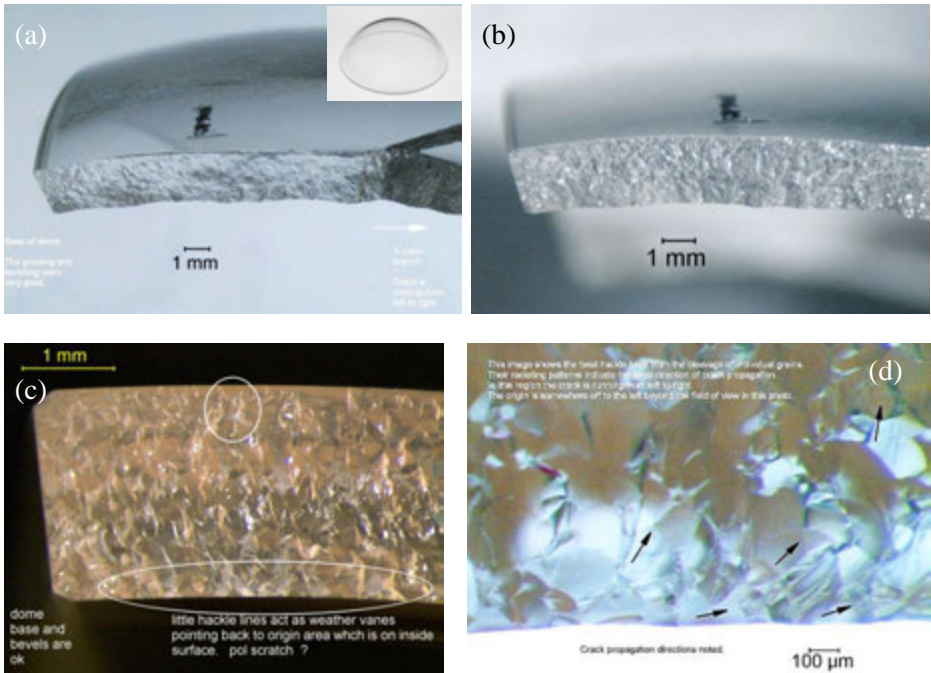 (a)
Base of dome.
The grinding and
beveling were
very good.
1 mm
Crack is
moving from
left to right.
(b)
1 mm
1 mm
(c)
dome
base and
bevels are
ok
little hackle lines act as weather vanes
pointing back to origin area which is on inside
surface. pol scratch ?
This image shows the twist hackle lines from the cleavage of individual grains.
Their radiating patterns indicate the local direction of crack propagation.
In this region the crack is running from left to right.
The origin is somewhere off to the left beyond the field of view in this photo.
(d)
Crack propagation directions noted.
100 µm